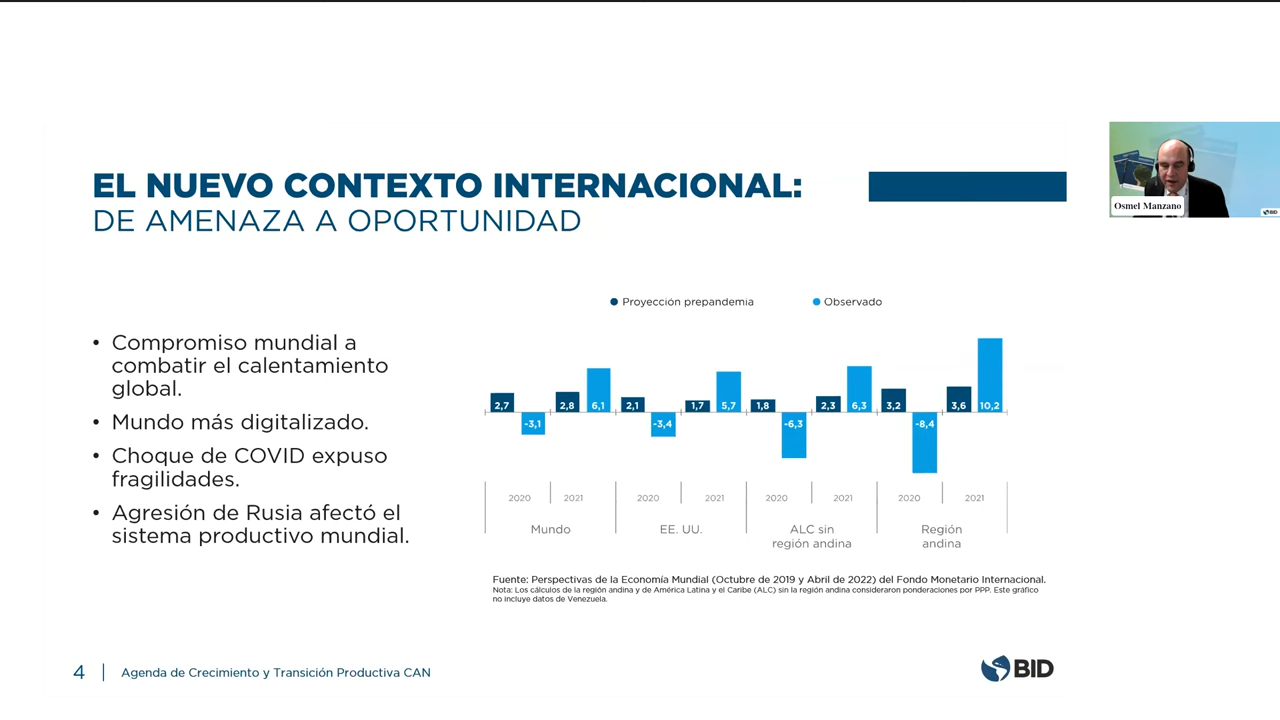 EL NUEVO CONTEXTO INTERNACIONAL:
DE AMENAZA A OPORTUNIDAD
Osmel Manzano
BID
• Compromiso mundial a
combatir el calentamiento
global.
• Mundo más digitalizado.
• Choque de COVID expuso
fragilidades.
• Agresión de Rusia afectó el
sistema productivo mundial.
Proyección prepandemia Observado
2,7 -3,1 2,8 6,1 2,1 -3,4 1,7 5,7 1,8 -6,3 2,3 6,3 3,2 -8,4 3,6 10,2
2020 2021 2020 2021 2020 2021 2020 2021
Mundo EE. UU. ALC sin Región
región andina andina
Fuente: Perspectivas de la Economía Mundial (Octubre de 2019 y Abril de 2022) del Fondo Monetario Internacional.
Nota: Los cálculos de la región andina y de América Latina y el Caribe (ALC) sin la región andina consideraron ponderaciones por PPP. Este gráfico
no incluye datos de Venezuela.
4 | Agenda de Crecimiento y Transición Productiva CAN
BID